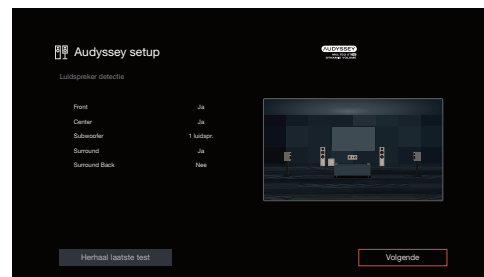 Audyssey setup
AUDYSSEY
Luidspreker detectie
Front Ja
Center Ja
Subwoofer 1 luidspr.
Surround Ja
Surround Back Nee
Herhaal laatste test
Volgende